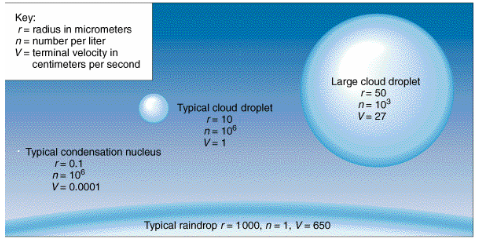 Key:
r = radius in micrometers
n = number per liter
V = terminal velocity in
centimeters per second
Large cloud droplet
r = 50
n = 10³
V = 27
Typical cloud droplet
r = 10
n = 10⁶
V = 1
Typical condensation nucleus
r = 0.1
n = 10⁶
V = 0.0001
Typical raindrop r = 1000, n = 1, V = 650